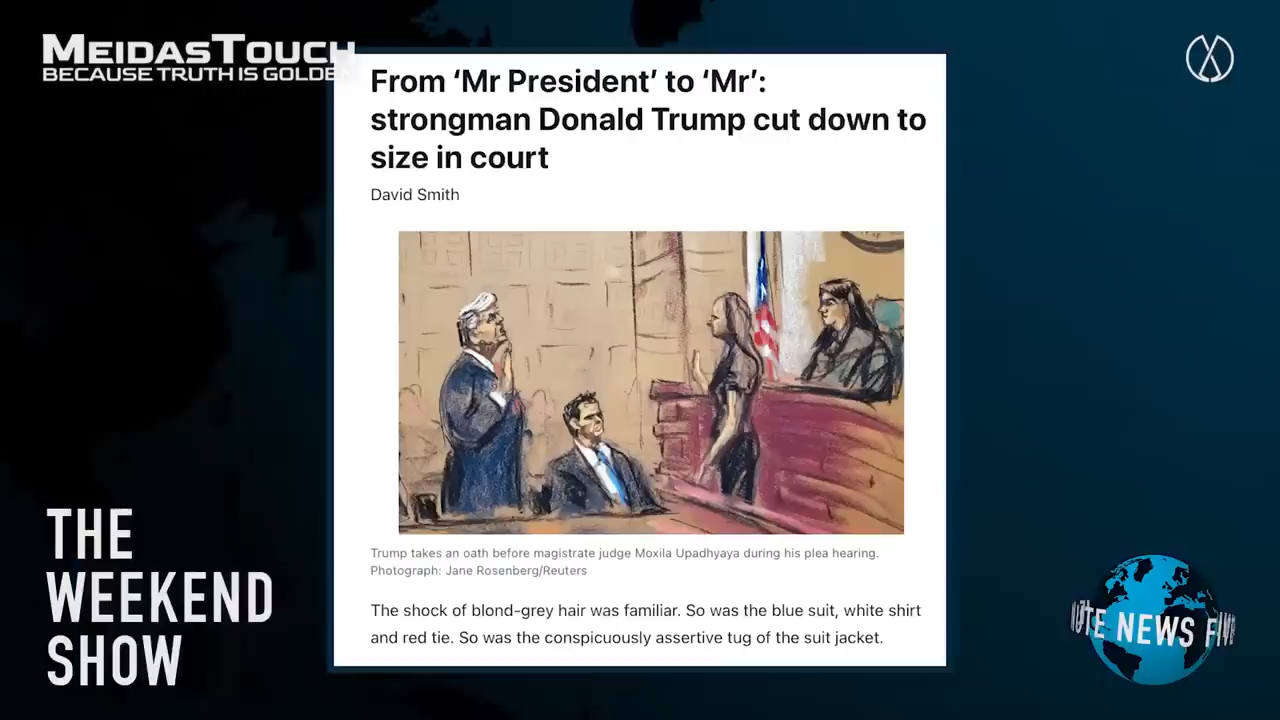 MEIDASTOUCH
BECAUSE TRUTH IS GOLDE
From ‘Mr President’ to ‘Mr’:
strongman Donald Trump cut down to
size in court
David Smith
Trump takes an oath before magistrate judge Moxila Upadhyaya during his plea hearing.
Photograph: Jane Rosenberg/Reuters
The shock of blond-grey hair was familiar. So was the blue suit, white shirt
and red tie. So was the conspicuously assertive tug of the suit jacket.
THE
WEEKEND
SHOW
NEWS